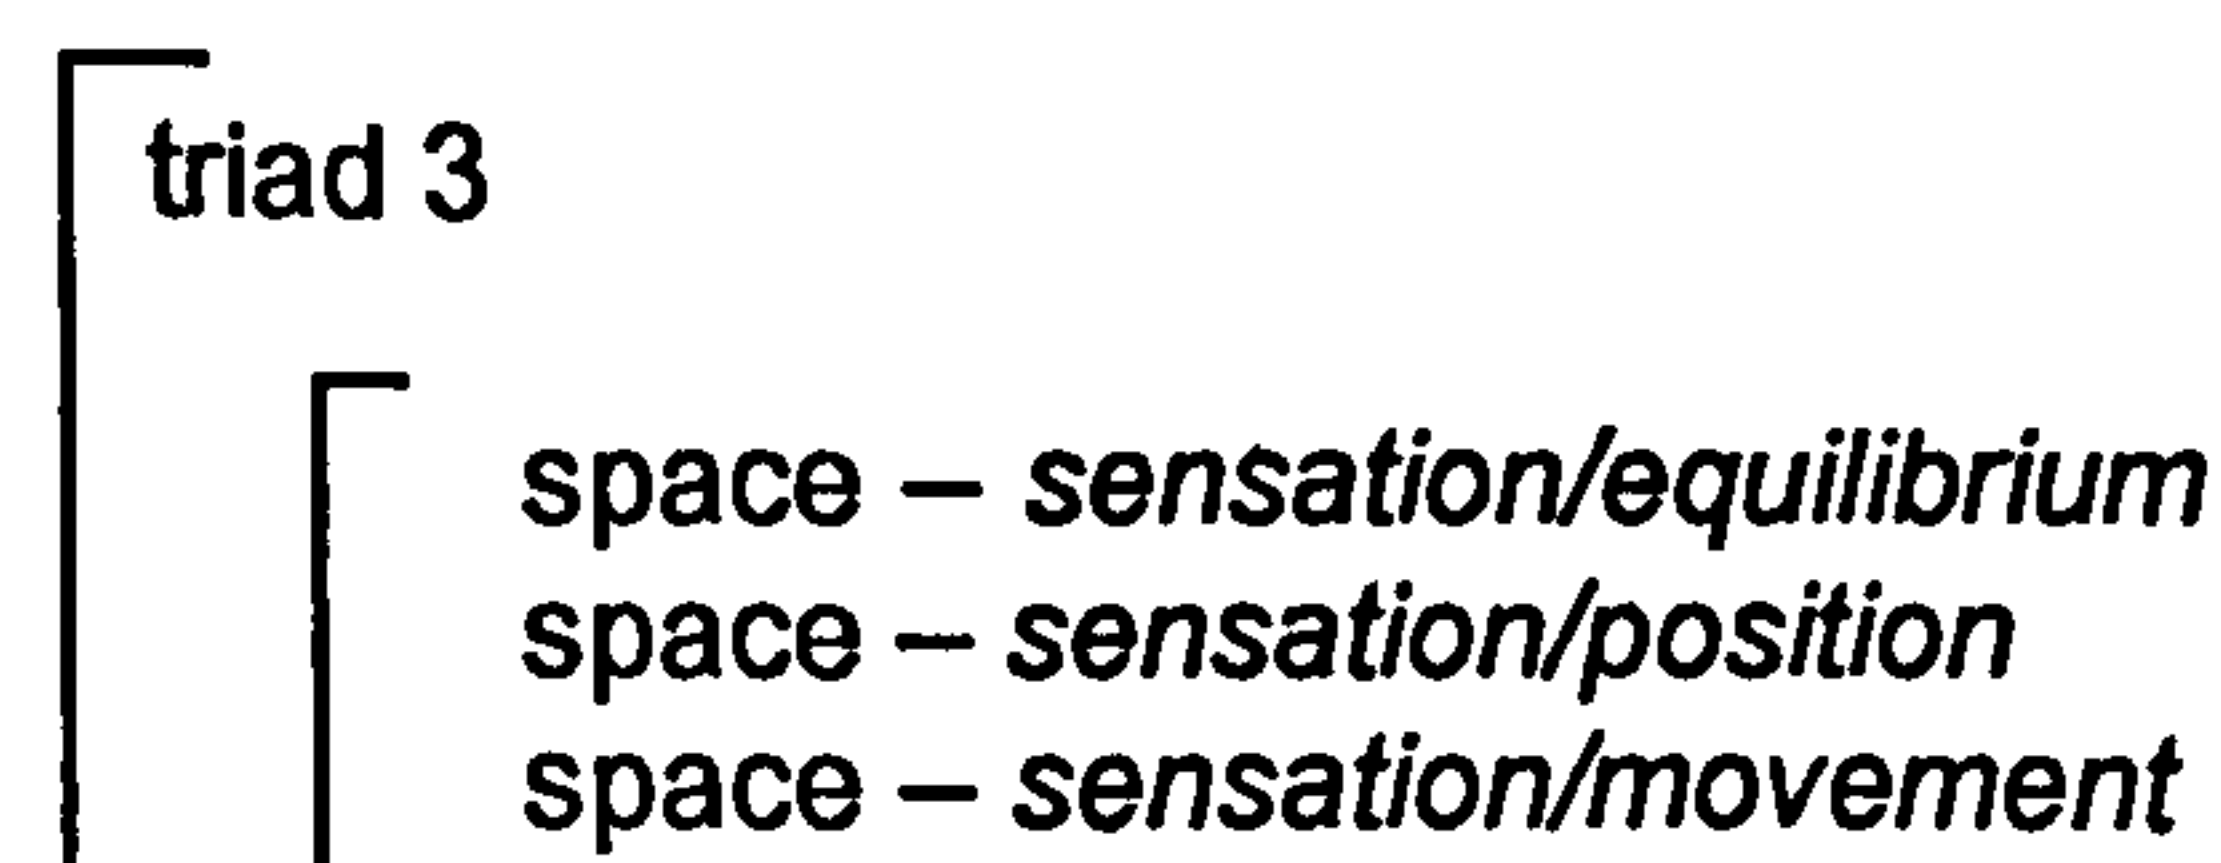 triad 3
space – sensation/equilibrium
space – sensation/position
space – sensation/movement